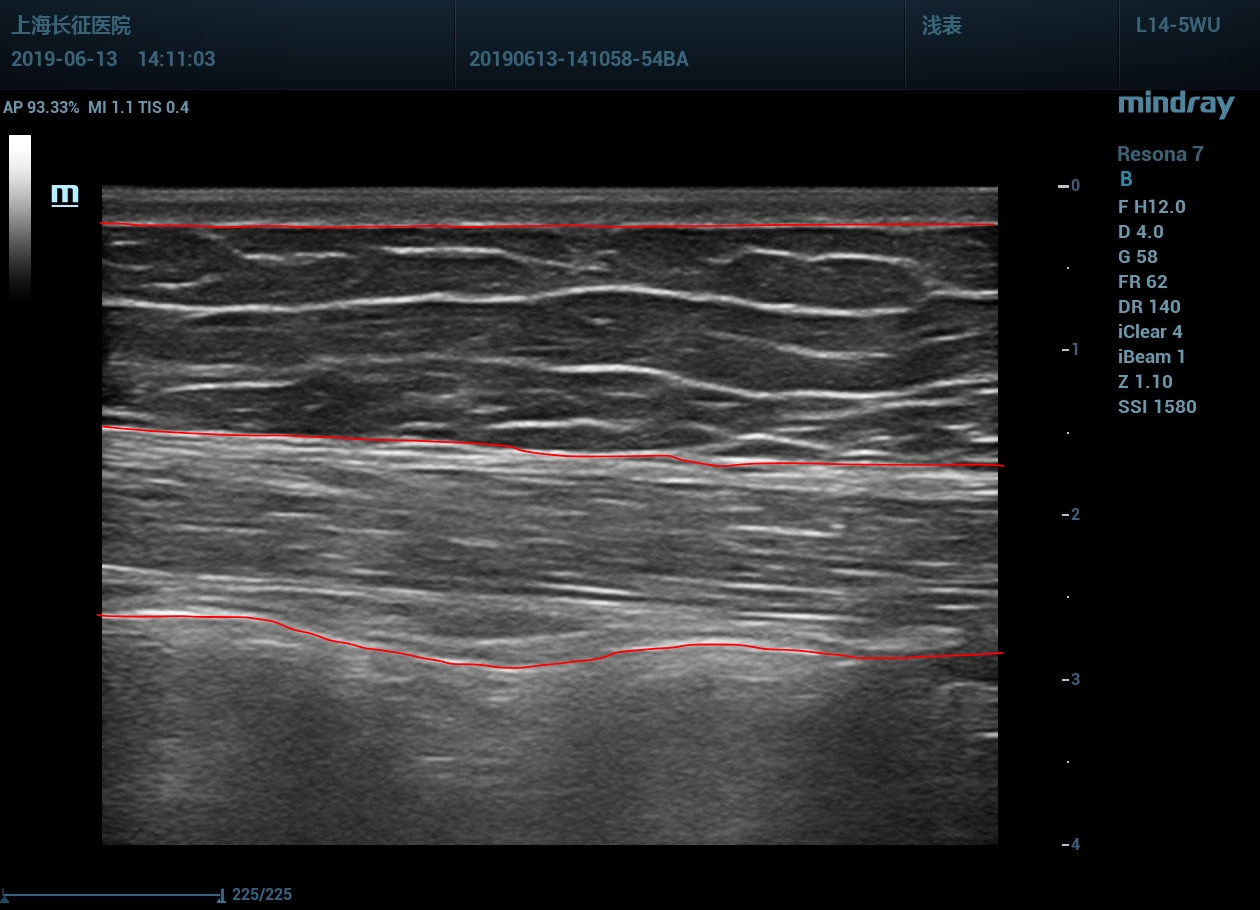 上海长征医院
2019-06-13 14:11:03
20190613-141058-54BA
浅表
L14-5WU
AP 93.33% MI 1.1 TIS 0.4
mindray
m
Resona 7
B
F H12.0
D 4.0
G 58
FR 62
DR 140
iClear 4
iBeam 1
Z 1.10
SSI 1580
0
1
2
3
4
225/225